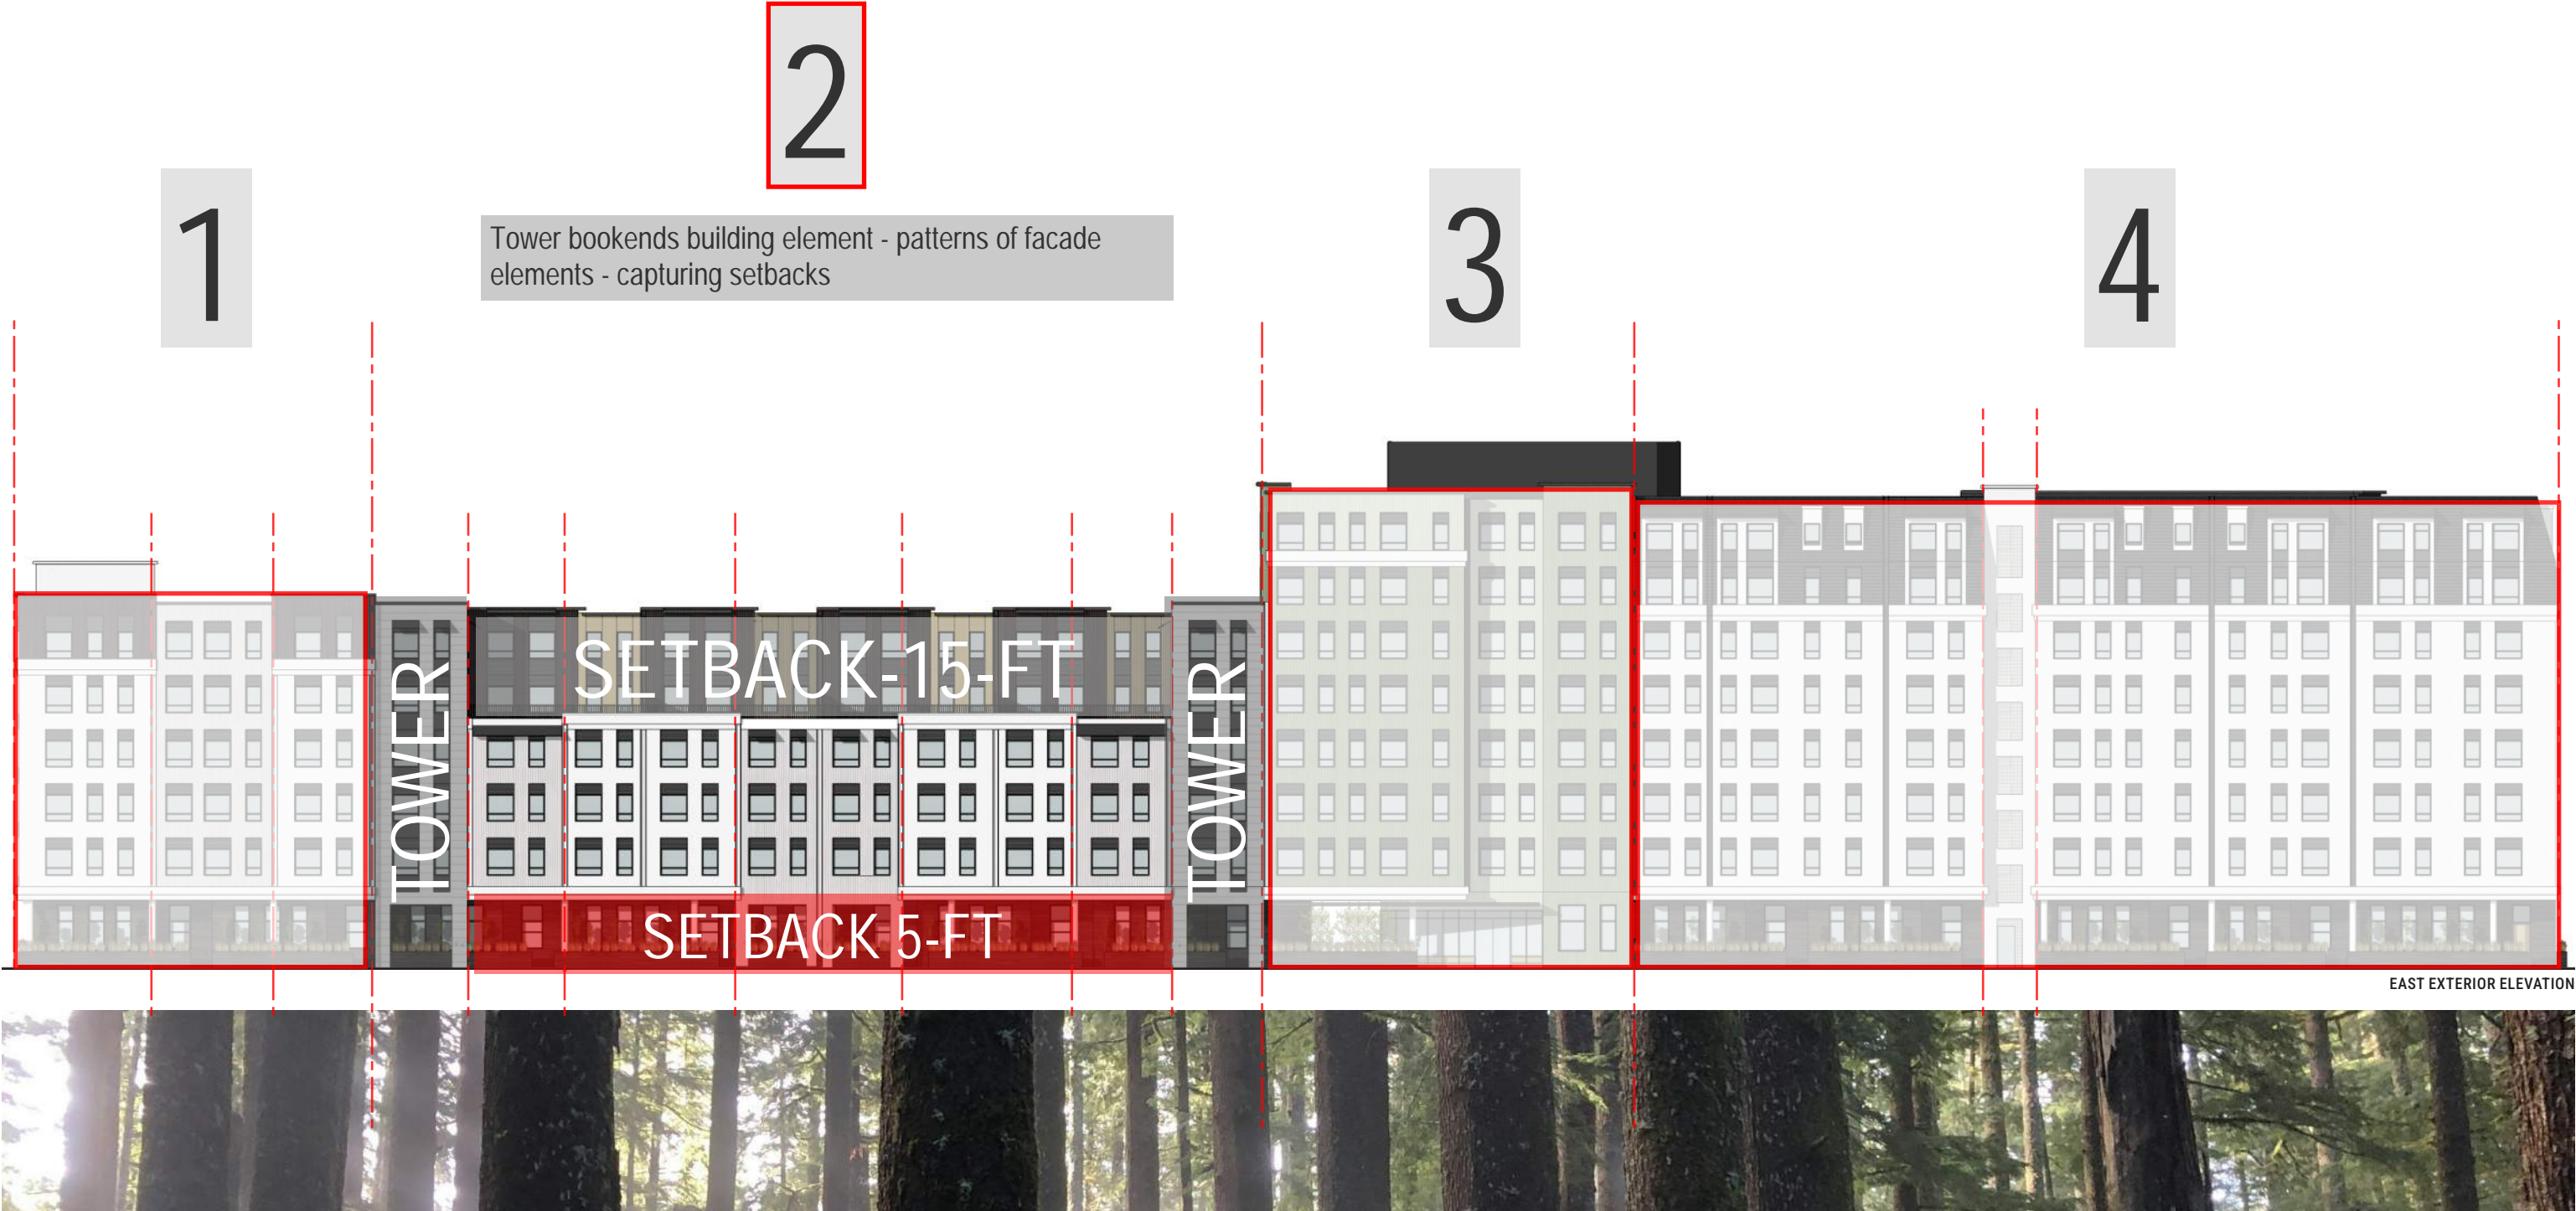 2
1
Tower bookends building element - patterns of facade
elements - capturing setbacks
3
4
TOWER
SETBACK-15-FT
TOWER
SETBACK 5-FT
EAST EXTERIOR ELEVATION